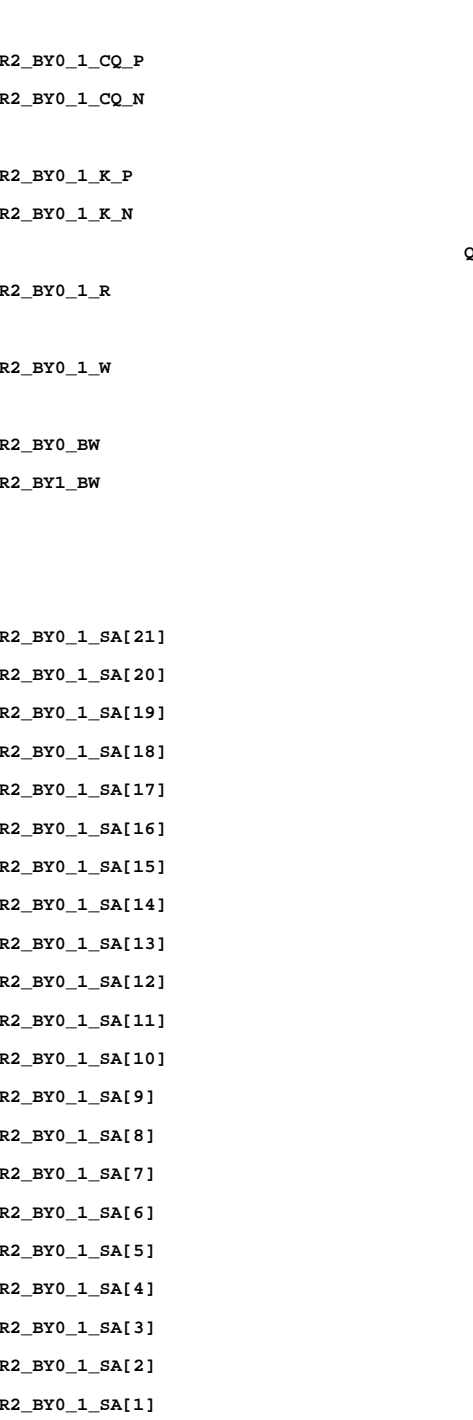 R2_BY0_1_CQ_P
R2_BY0_1_CQ_N
R2_BY0_1_K_P
R2_BY0_1_K_N
Q
R2_BY0_1_R
R2_BY0_1_W
R2_BY0_BW
R2_BY1_BW
R2_BY0_1_SA[21]
R2_BY0_1_SA[20]
R2_BY0_1_SA[19]
R2_BY0_1_SA[18]
R2_BY0_1_SA[17]
R2_BY0_1_SA[16]
R2_BY0_1_SA[15]
R2_BY0_1_SA[14]
R2_BY0_1_SA[13]
R2_BY0_1_SA[12]
R2_BY0_1_SA[11]
R2_BY0_1_SA[10]
R2_BY0_1_SA[9]
R2_BY0_1_SA[8]
R2_BY0_1_SA[7]
R2_BY0_1_SA[6]
R2_BY0_1_SA[5]
R2_BY0_1_SA[4]
R2_BY0_1_SA[3]
R2_BY0_1_SA[2]
R2_BY0_1_SA[1]